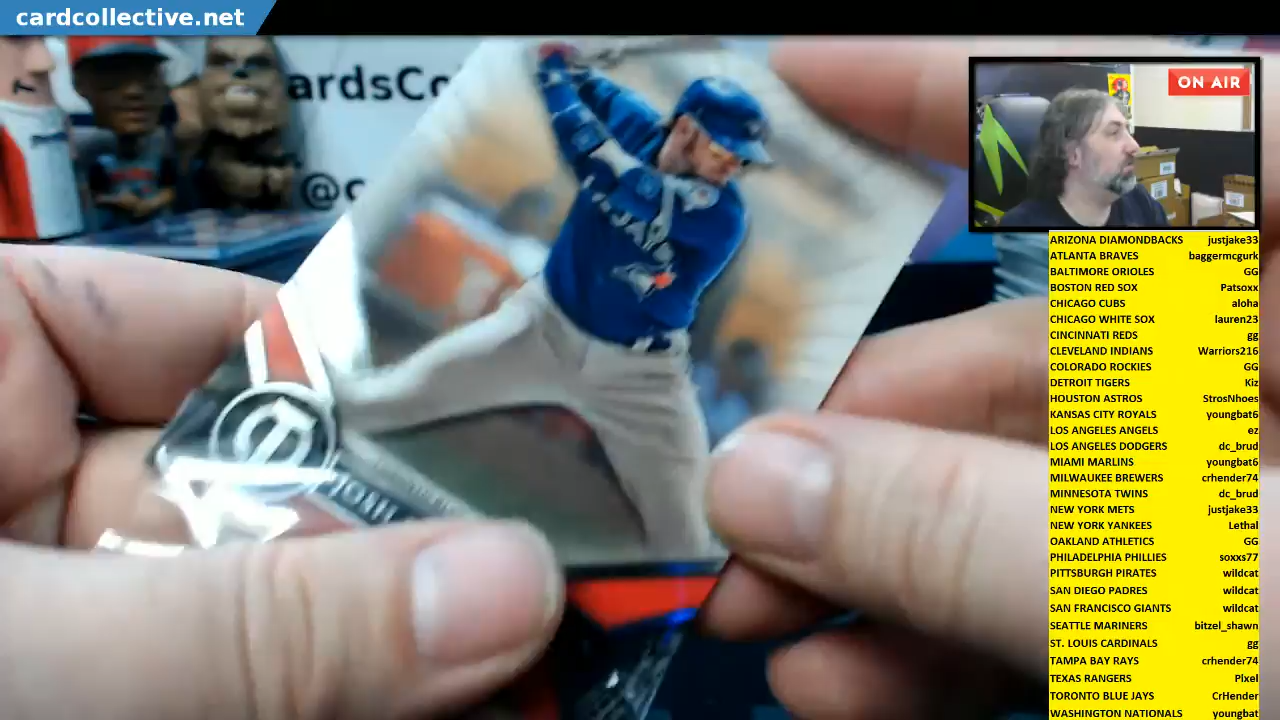 cardcollective.net
ardsCo
@c
ON AIR
JOSH
ARIZONA DIAMONDBACKS justjake33
ATLANTA BRAVES baggermcgurk
BALTIMORE ORIOLES GG
BOSTON RED SOX Patsoxx
CHICAGO CUBS aloha
CHICAGO WHITE SOX lauren23
CINCINNATI REDS gg
CLEVELAND INDIANS Warriors216
COLORADO ROCKIES GG
DETROIT TIGERS Kiz
HOUSTON ASTROS StrosNhoes
KANSAS CITY ROYALS youngbat6
LOS ANGELES ANGELS ez
LOS ANGELES DODGERS dc_brud
MIAMI MARLINS youngbat6
MILWAUKEE BREWERS crhender74
MINNESOTA TWINS dc_brud
NEW YORK METS justjake33
NEW YORK YANKEES Lethal
OAKLAND ATHLETICS GG
PHILADELPHIA PHILLIES soxxs77
PITTSBURGH PIRATES wildcat
SAN DIEGO PADRES wildcat
SAN FRANCISCO GIANTS wildcat
SEATTLE MARINERS bitzel_shawn
ST. LOUIS CARDINALS gg
TAMPA BAY RAYS crhender74
TEXAS RANGERS Pixel
TORONTO BLUE JAYS CrHender
WASHINGTON NATIONALS youngbat